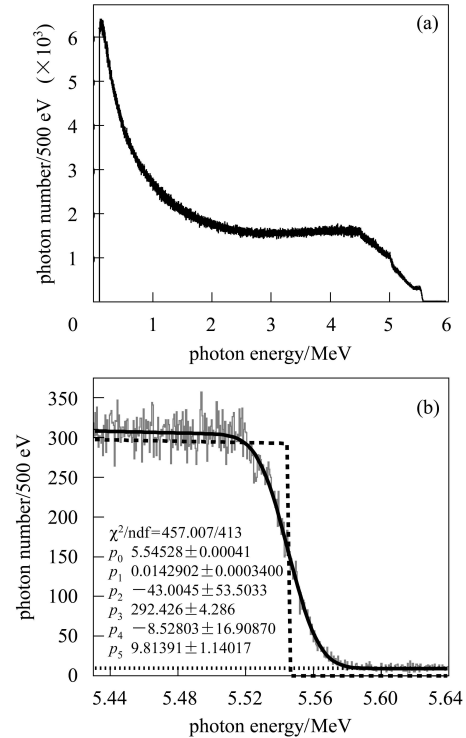 (a)
photon number/500 eV (×10³)
6
5
4
3
2
1
0 1 2 3 4 5 6
photon energy/MeV
(b)
photon number/500 eV
350
300
250
200
150
100
50
0
χ²/ndf=457.007/413
p₀ 5.54528±0.00041
p₁ 0.0142902±0.0003400
p₂ −43.0045±53.5033
p₃ 292.426±4.286
p₄ −8.52803±16.90870
p₅ 9.81391±1.14017
5.44 5.48 5.52 5.56 5.60 5.64
photon energy/MeV